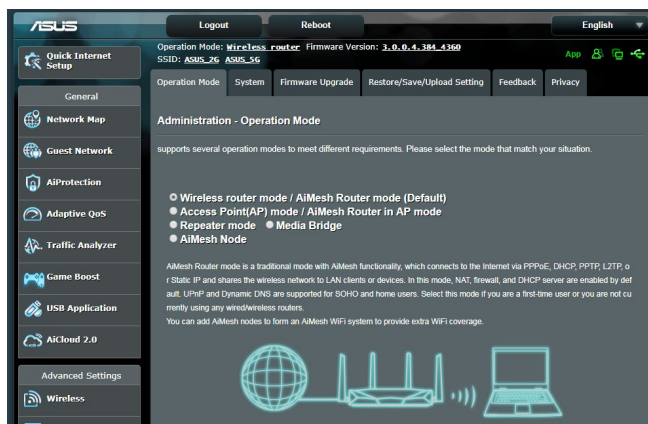 ASUS
Logout Reboot English
Quick Internet
Setup
Operation Mode: Wireless router Firmware Version: 3.0.0.4.384_4360
SSID: ASUS_2G ASUS_5G
App
Operation Mode System Firmware Upgrade Restore/Save/Upload Setting Feedback Privacy
General
Network Map
Guest Network
AiProtection
Adaptive QoS
Traffic Analyzer
Game Boost
USB Application
AiCloud 2.0
Advanced Settings
Wireless
Administration - Operation Mode
supports several operation modes to meet different requirements. Please select the mode that match your situation.
Wireless router mode / AiMesh Router mode (Default)
Access Point(AP) mode / AiMesh Router in AP mode
Repeater mode Media Bridge
AiMesh Node
AiMesh Router mode is a traditional mode with AiMesh functionality, which connects to the Internet via PPPoE, DHCP, PPTP, L2TP, o
r Static IP and shares the wireless network to LAN clients or devices. In this mode, NAT, firewall, and DHCP server are enabled by def
ault. UPnP and Dynamic DNS are supported for SOHO and home users. Select this mode if you are a first-time user or you are not cu
rrently using any wired/wireless routers.
You can add AiMesh nodes to form an AiMesh WiFi system to provide extra WiFi coverage.